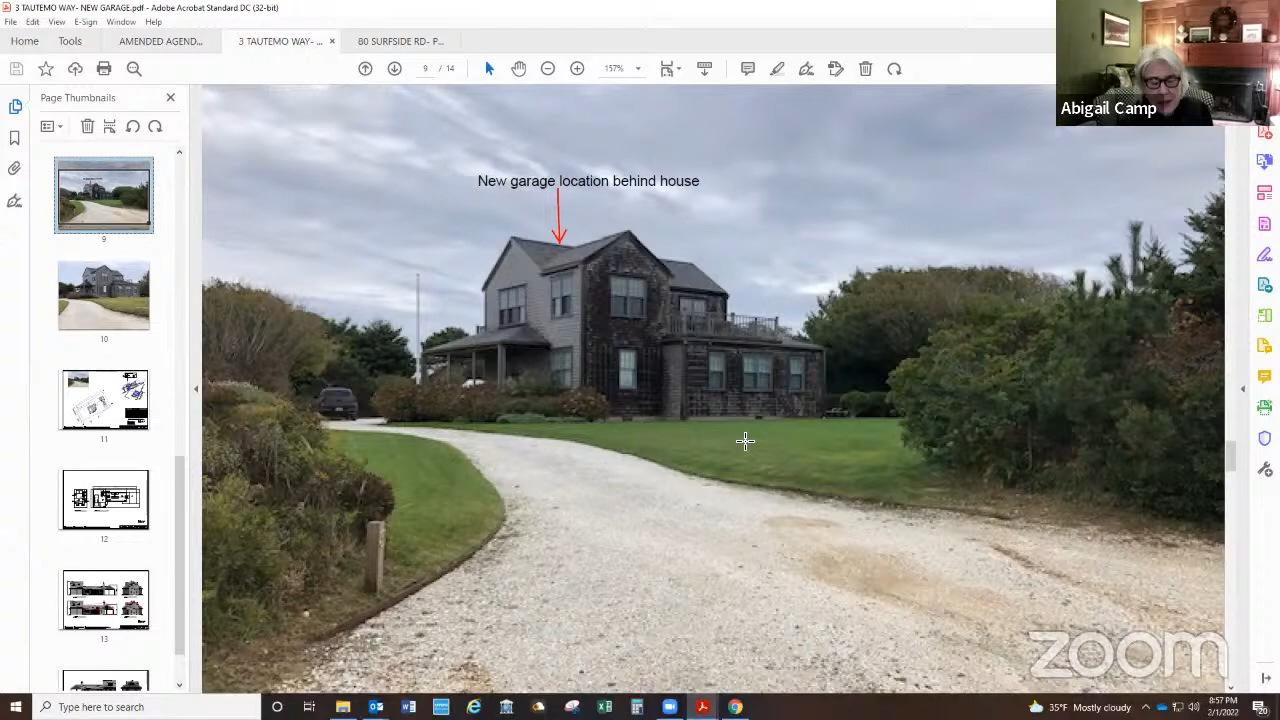 3 TAUTEMO WAY- NEW GARAGE.pdf - Adobe Acrobat Standard DC (32-bit)
File Edit View E-Sign Window Help
Home Tools AMENDED AGEND... 3 TAUTEMO WAY- ... × 80 SURFSIDE RD. P...
9 / 14 157%
Page Thumbnails
Abigail Camp
New garage location behind house
9
10
11
12
13
zoom
Type here to search
35°F Mostly cloudy
8:57 PM
2/1/2022
20